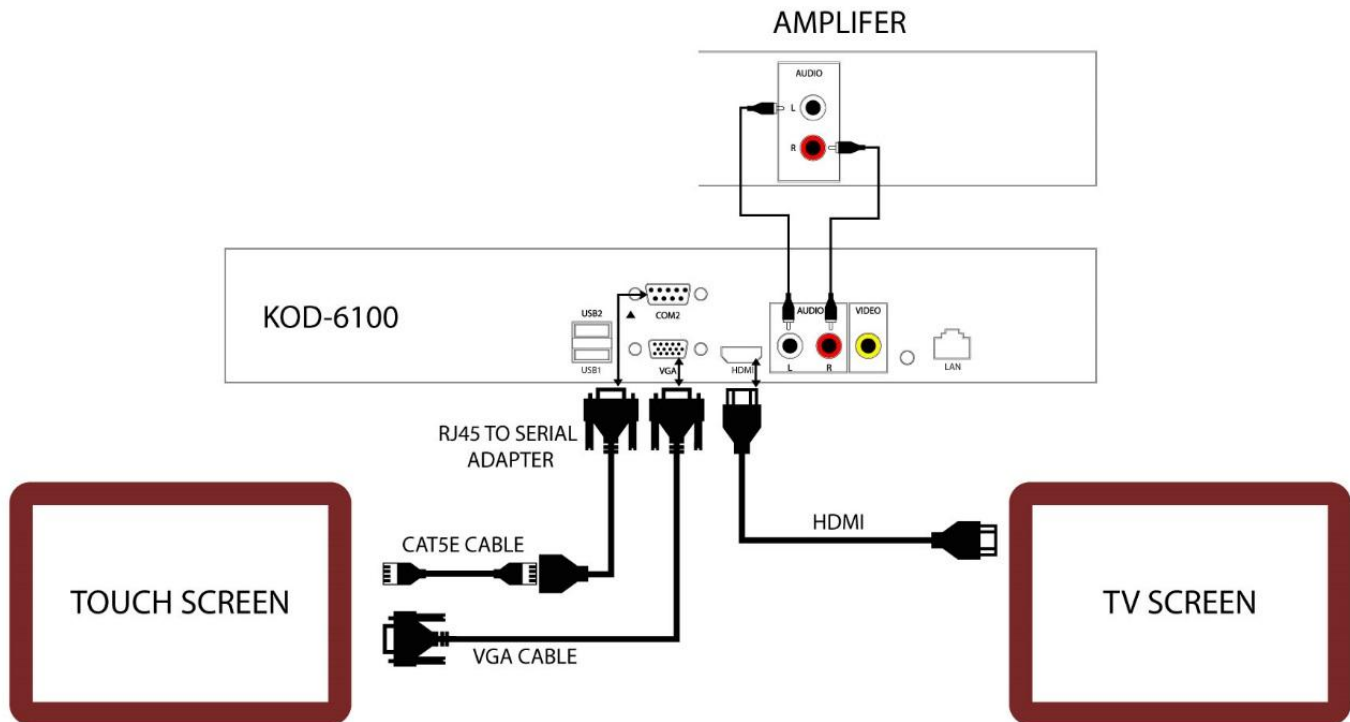 AMPLIFER
AUDIO
L
R
KOD-6100
USB2
USB1
COM2
VGA
HDMI
AUDIO
L
R
VIDEO
LAN
RJ45 TO SERIAL
ADAPTER
CAT5E CABLE
VGA CABLE
HDMI
TOUCH SCREEN
TV SCREEN